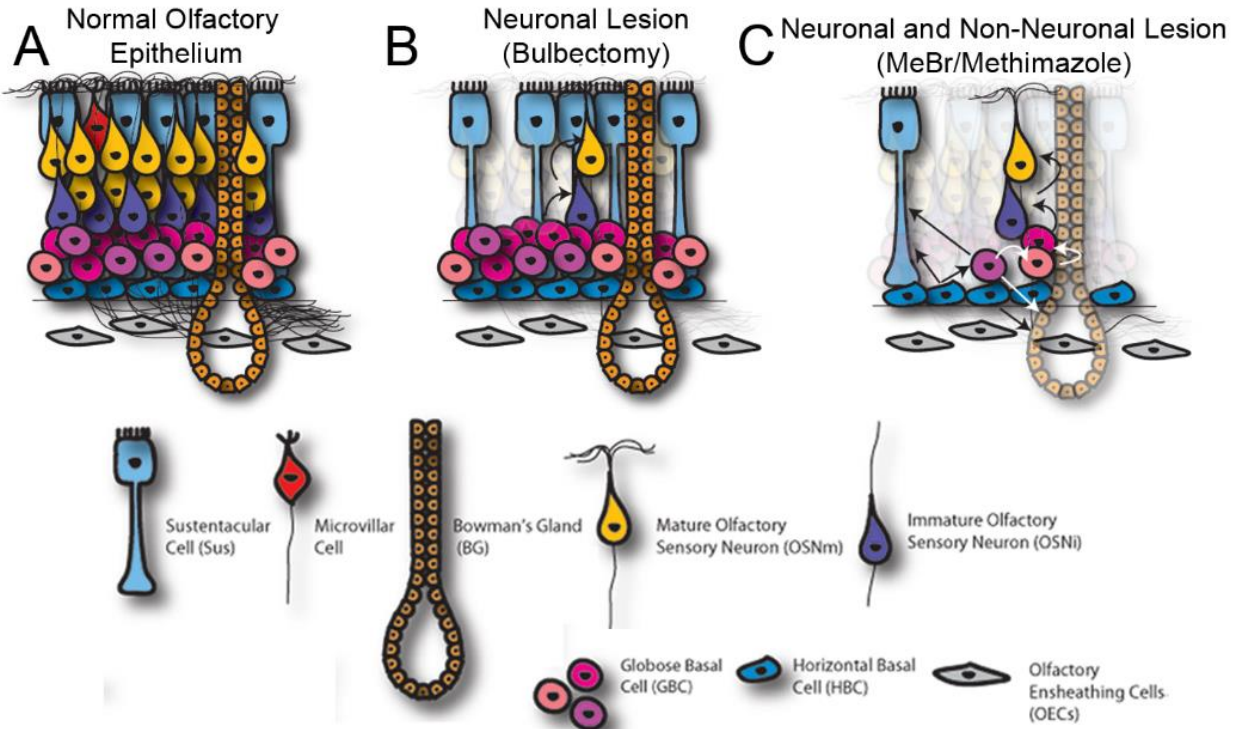 A
Normal Olfactory
Epithelium
B
Neuronal Lesion
(Bulbectomy)
C
Neuronal and Non-Neuronal Lesion
(MeBr/Methimazole)
Sustentacular
Cell (Sus)
Microvillar
Cell
Bowman's Gland
(BG)
Mature Olfactory
Sensory Neuron (OSNm)
Immature Olfactory
Sensory Neuron (OSNi)
Globose Basal
Cell (GBC)
Horizontal Basal
Cell (HBC)
Olfactory
Ensheathing Cells
(OECs)